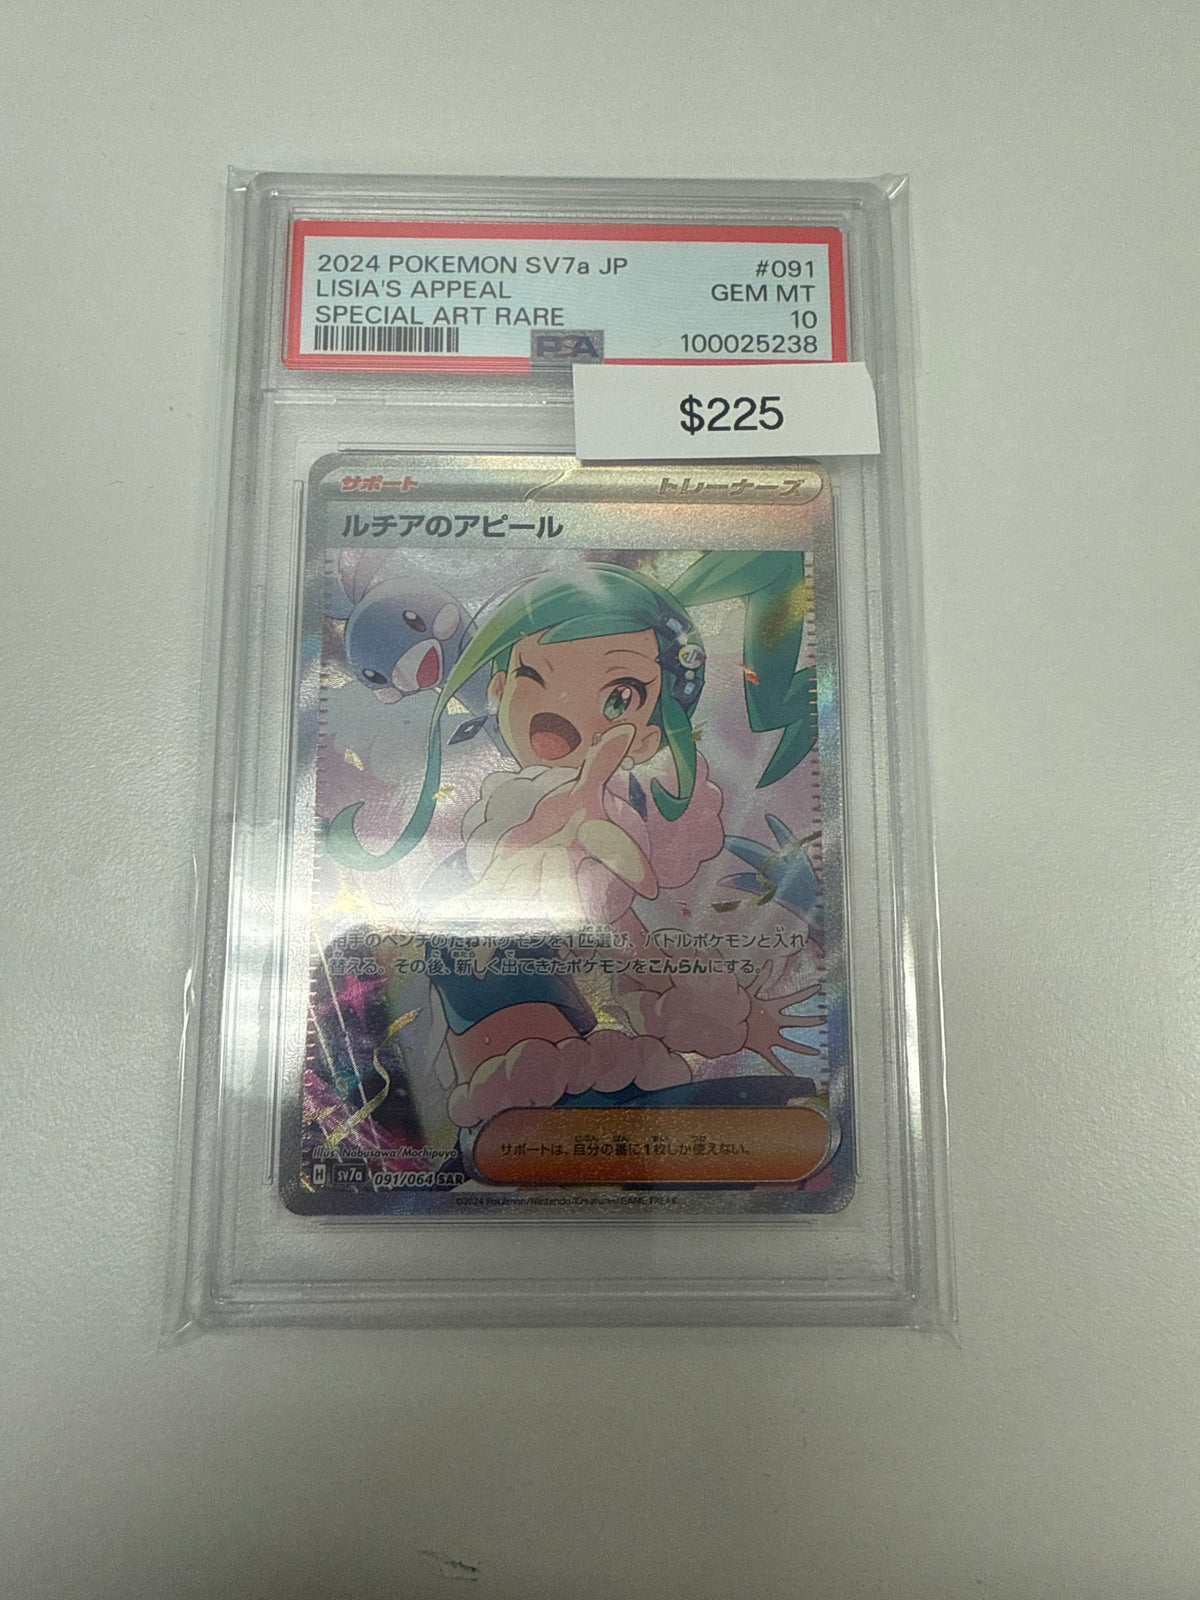 2024 POKEMON SV7a JP #091
LISIA'S APPEAL GEM MT
SPECIAL ART RARE 10
PSA 100025238
$225
サポート トレーナーズ
ルチアのアピール
相手のベンチのたねポケモンを1匹選び、バトルポケモンと入れ
替える。その後、新しく出てきたポケモンをこんらんにする。
サポートは、自分の番に1枚しか使えない。
Illus. Nobusawa/Mochipuyo
H sv7a 091/064 SAR
©2024 Pokémon/Nintendo/Creatures/GAME FREAK